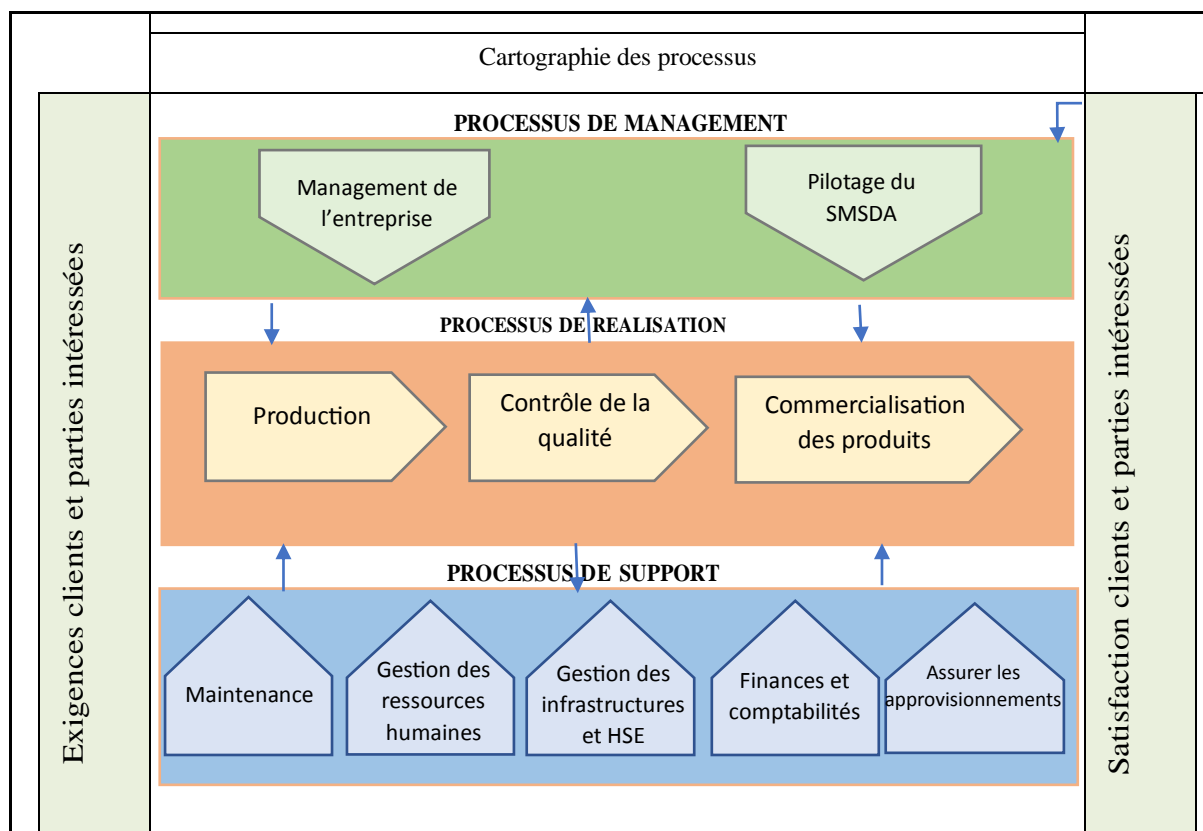 Cartographie des processus
Exigences clients et parties intéressées
PROCESSUS DE MANAGEMENT
Management de
l’entreprise
Pilotage du
SMSDA
PROCESSUS DE REALISATION
Production
Contrôle de la
qualité
Commercialisation
des produits
PROCESSUS DE SUPPORT
Maintenance
Gestion des
ressources
humaines
Gestion des
infrastructures
et HSE
Finances et
comptabilités
Assurer les
approvisionnements
Satisfaction clients et parties intéressées